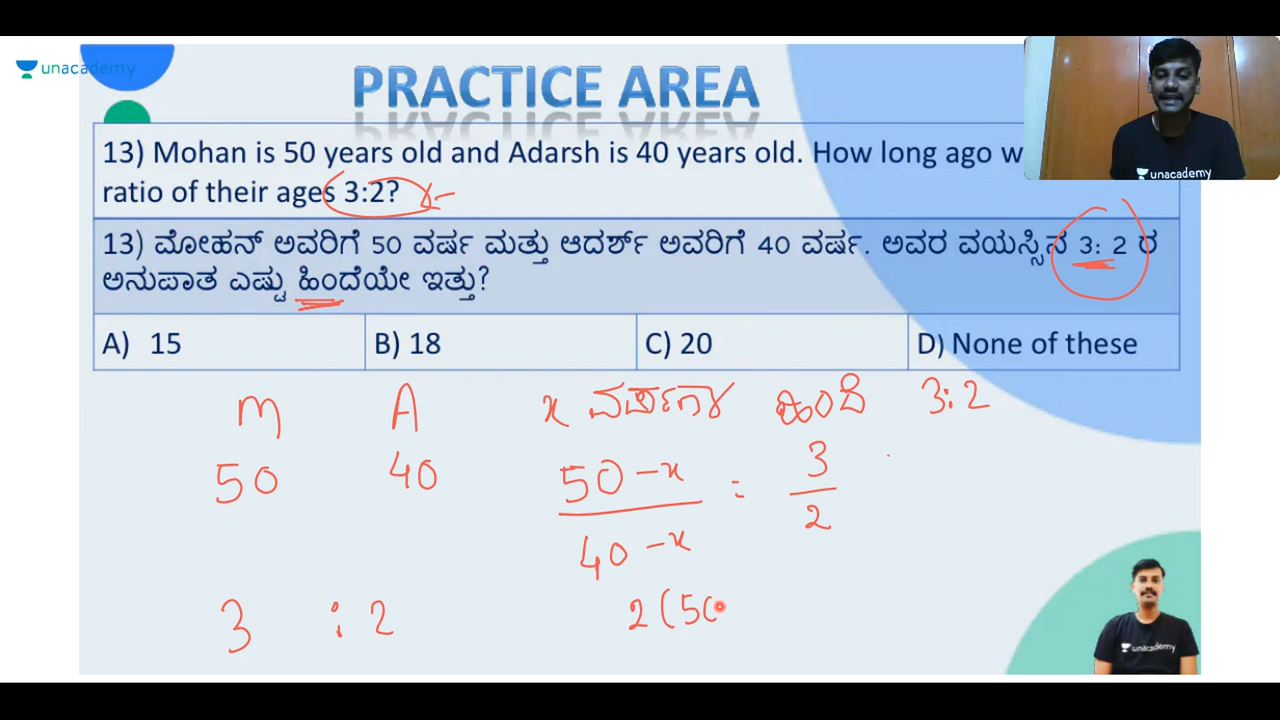 unacademy
PRACTICE AREA
13) Mohan is 50 years old and Adarsh is 40 years old. How long ago w
ratio of their ages 3:2?
13) ಮೋಹನ್ ಅವರಿಗೆ 50 ವರ್ಷ ಮತ್ತು ಆದರ್ಶ್ ಅವರಿಗೆ 40 ವರ್ಷ. ಅವರ ವಯಸ್ಸಿನ 3: 2 ರ
ಅನುಪಾತ ಎಷ್ಟು ಹಿಂದೆಯೇ ಇತ್ತು?
A) 15 B) 18 C) 20 D) None of these
M A x ವರ್ಷಗಳ ಹಿಂದೆ 3:2
50 40 50-x = 3
40-x 2
3 : 2 2(50
unacademy
unacademy